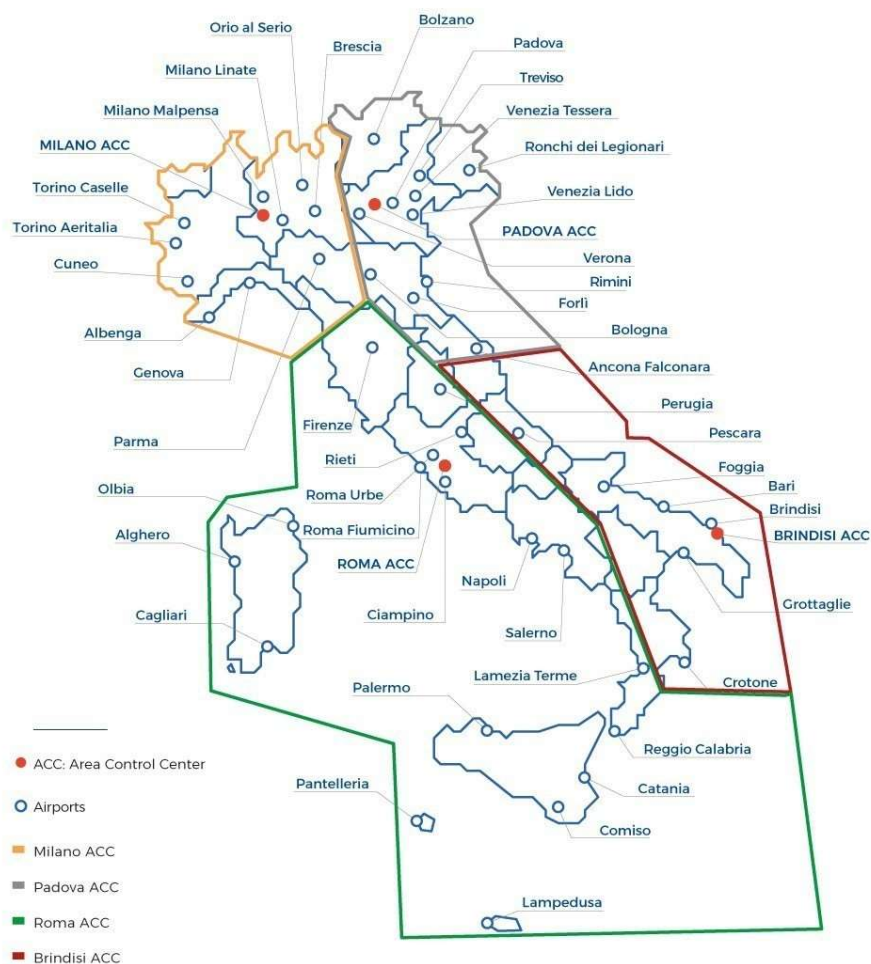 Orio al Serio
Bolzano
Brescia
Padova
Milano Linate
Treviso
Milano Malpensa
Venezia Tessera
MILANO ACC
Ronchi dei Legionari
Torino Caselle
Venezia Lido
Torino Aeritalia
PADOVA ACC
Cuneo
Verona
Rimini
Forlì
Albenga
Bologna
Genova
Ancona Falconara
Perugia
Firenze
Pescara
Parma
Rieti
Foggia
Olbia
Roma Urbe
Bari
Roma Fiumicino
Brindisi
Alghero
BRINDISI ACC
ROMA ACC
Napoli
Cagliari
Ciampino
Grottaglie
Salerno
Lamezia Terme
Crotone
Palermo
Reggio Calabria
ACC: Area Control Center
Pantelleria
Catania
Airports
Comiso
Milano ACC
Padova ACC
Lampedusa
Roma ACC
Brindisi ACC